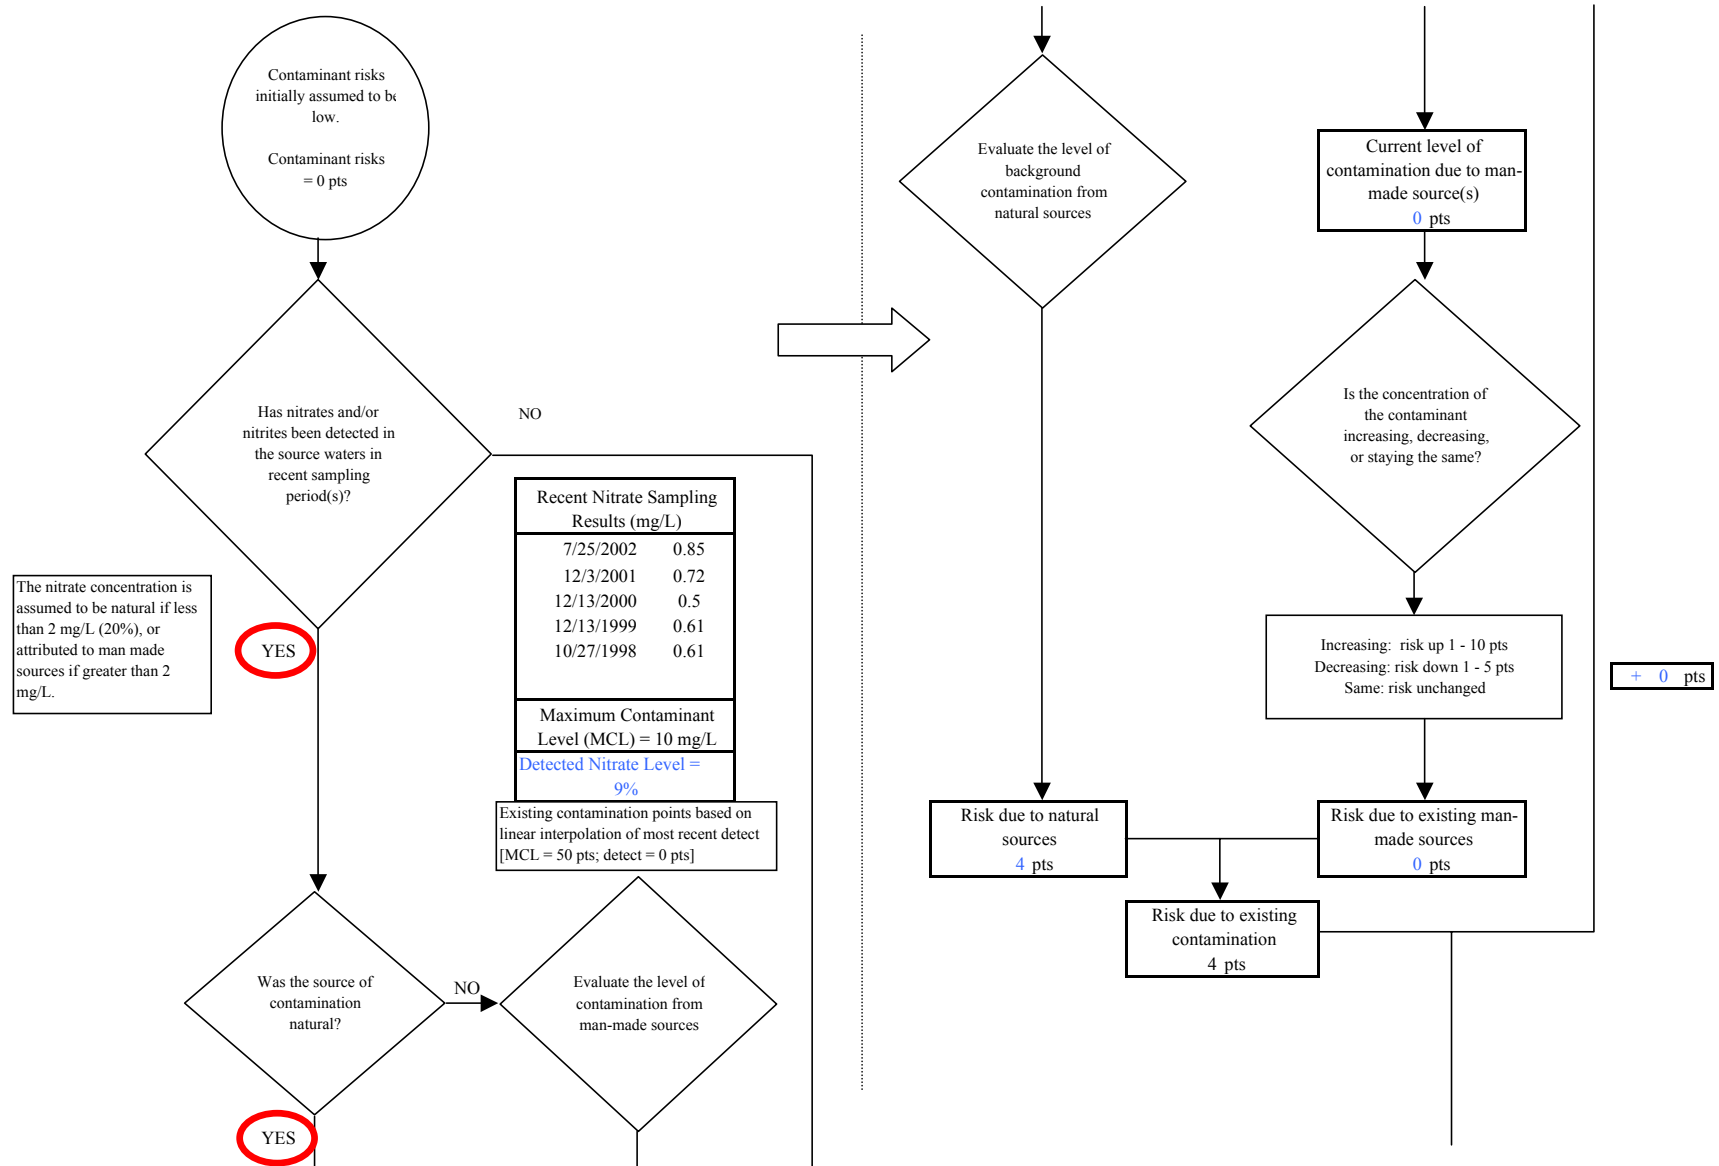 Contaminant risks
initially assumed to be
low.
Contaminant risks
= 0 pts
Has nitrates and/or
nitrites been detected in
the source waters in
recent sampling
period(s)?
NO
The nitrate concentration is
assumed to be natural if less
than 2 mg/L (20%), or
attributed to man made
sources if greater than 2
mg/L.
YES
Recent Nitrate Sampling
Results (mg/L)
7/25/2002 0.85
12/3/2001 0.72
12/13/2000 0.5
12/13/1999 0.61
10/27/1998 0.61
Maximum Contaminant
Level (MCL) = 10 mg/L
Detected Nitrate Level =
9%
Existing contamination points based on
linear interpolation of most recent detect
[MCL = 50 pts; detect = 0 pts]
Was the source of
contamination
natural?
NO
Evaluate the level of
contamination from
man-made sources
YES
Evaluate the level of
background
contamination from
natural sources
Current level of
contamination due to man-
made source(s)
0 pts
Is the concentration of
the contaminant
increasing, decreasing,
or staying the same?
Increasing: risk up 1 - 10 pts
Decreasing: risk down 1 - 5 pts
Same: risk unchanged
+ 0 pts
Risk due to natural
sources
4 pts
Risk due to existing man-
made sources
0 pts
Risk due to existing
contamination
4 pts